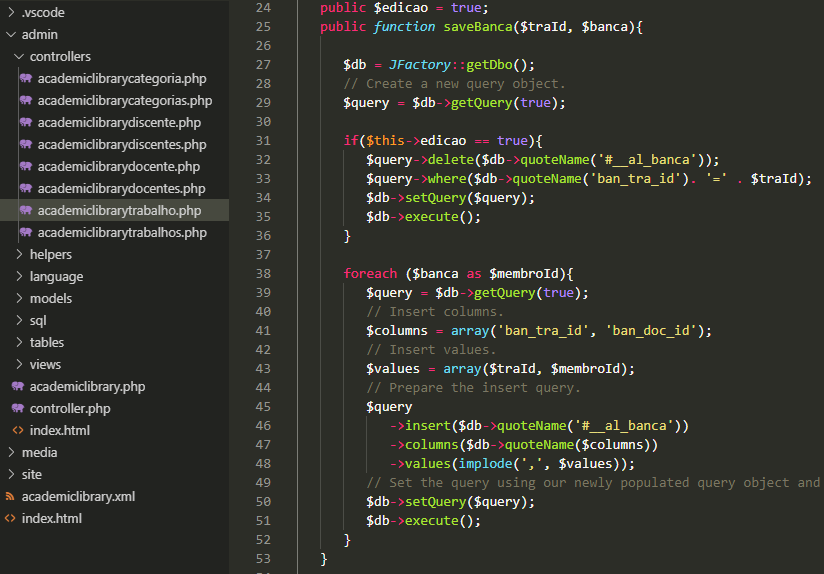 .vscode
admin
controllers
academiclibrarycategoria.php
academiclibrarycategorias.php
academiclibrarydiscente.php
academiclibrarydiscentes.php
academiclibrarydocente.php
academiclibrarydocentes.php
academiclibrarytrabalho.php
academiclibrarytrabalhos.php
helpers
language
models
sql
tables
views
academiclibrary.php
controller.php
index.html
media
site
academiclibrary.xml
index.html
24 public $edicao = true;
25 public function saveBanca($traId, $banca){
26
27 $db = JFactory::getDbo();
28 // Create a new query object.
29 $query = $db->getQuery(true);
30
31 if($this->edicao == true){
32 $query->delete($db->quoteName('#__al_banca'));
33 $query->where($db->quoteName('ban_tra_id'). '=' . $traId);
34 $db->setQuery($query);
35 $db->execute();
36 }
37
38 foreach ($banca as $membroId){
39 $query = $db->getQuery(true);
40 // Insert columns.
41 $columns = array('ban_tra_id', 'ban_doc_id');
42 // Insert values.
43 $values = array($traId, $membroId);
44 // Prepare the insert query.
45 $query
46 ->insert($db->quoteName('#__al_banca'))
47 ->columns($db->quoteName($columns))
48 ->values(implode(',', $values));
49 // Set the query using our newly populated query object and
50 $db->setQuery($query);
51 $db->execute();
52 }
53 }